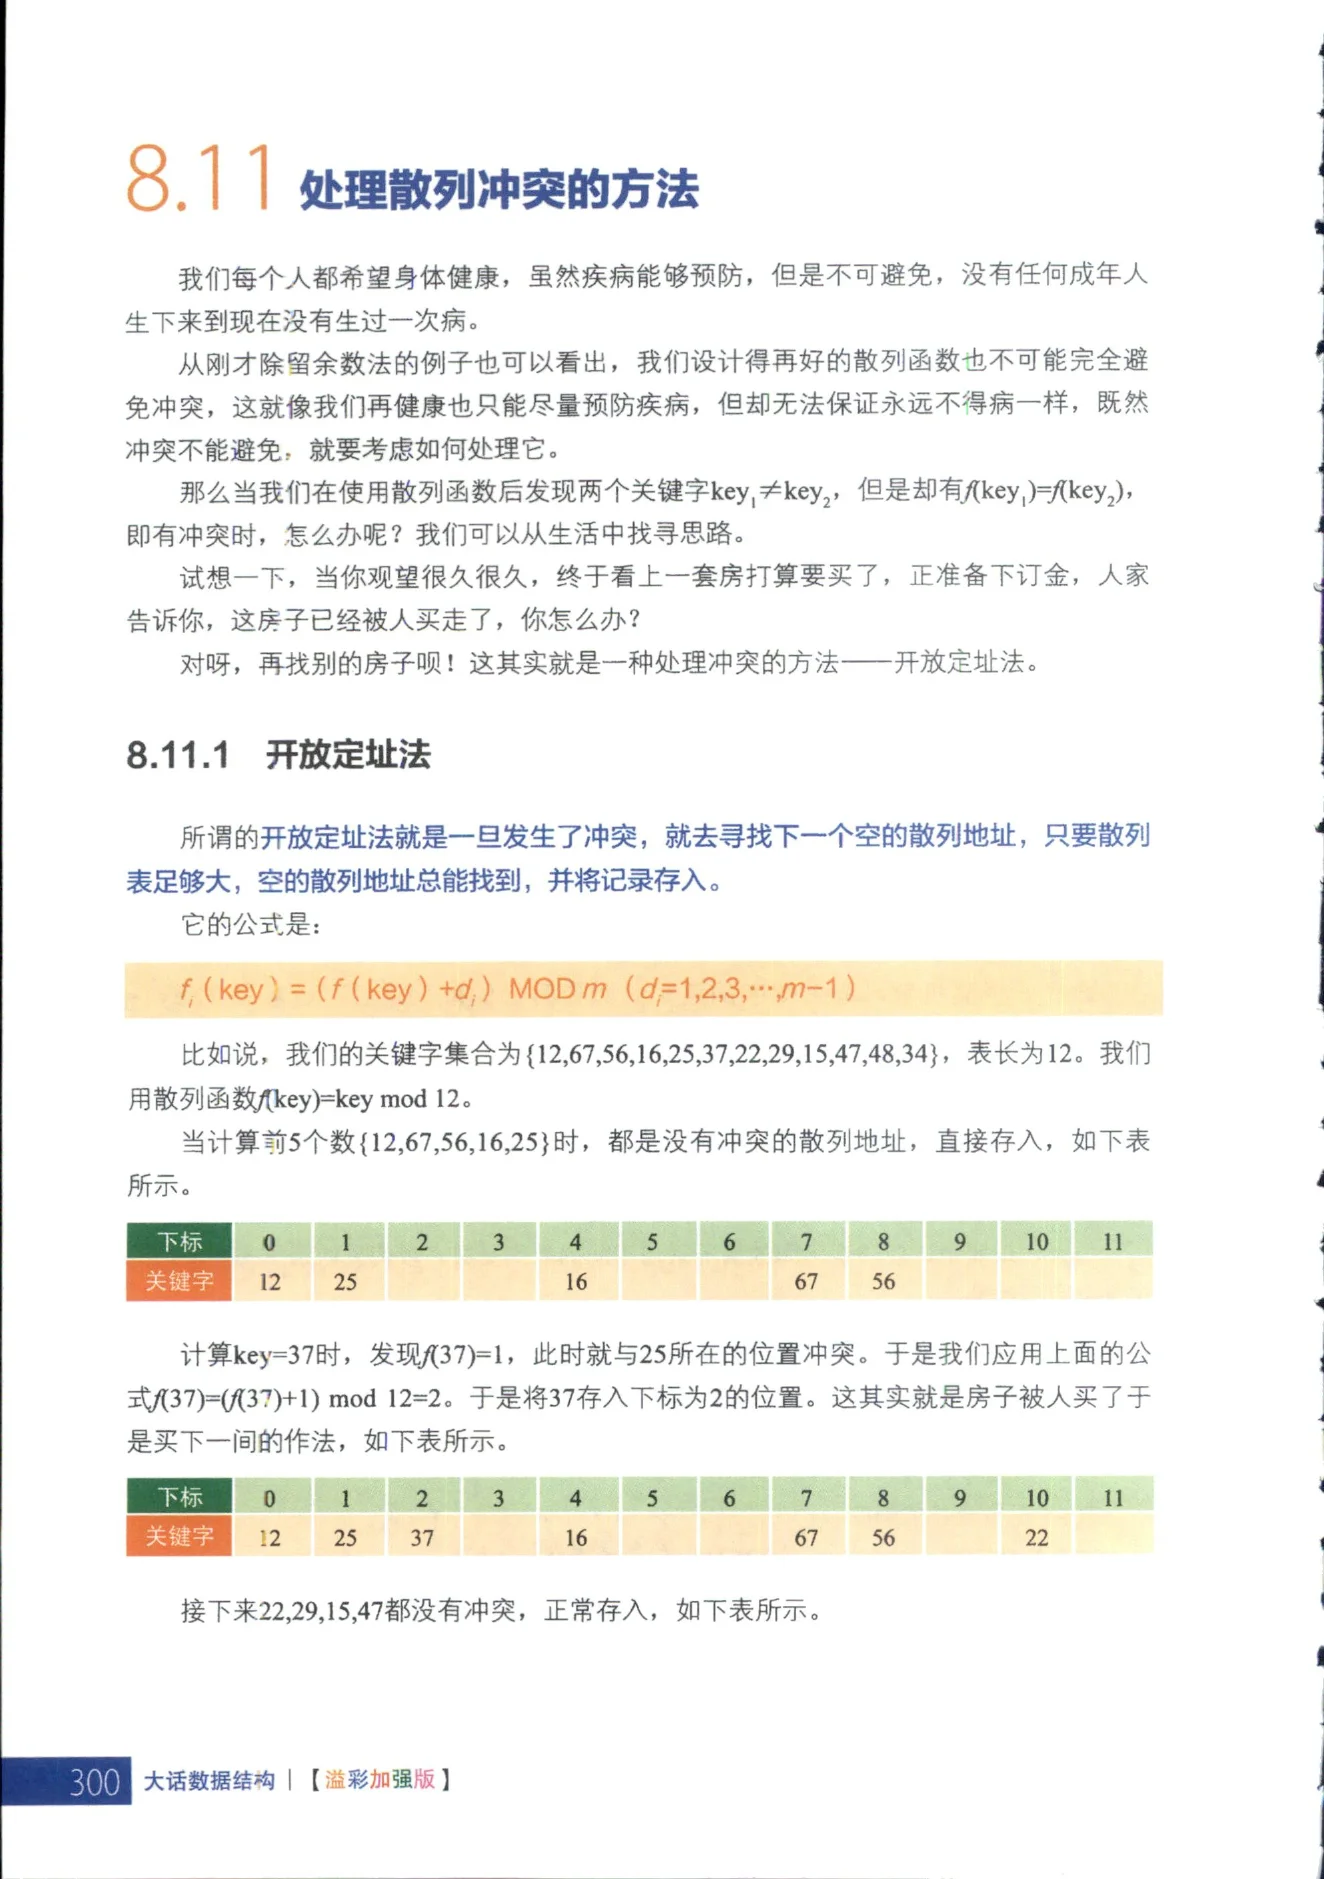 8.11 处理散列冲突的方法
我们每个人都希望身体健康，虽然疾病能够预防，但是不可避免，没有任何成年人
生下来到现在没有生过一次病。
从刚才除留余数法的例子也可以看出，我们设计得再好的散列函数也不可能完全避
免冲突，这就像我们再健康也只能尽量预防疾病，但却无法保证永远不得病一样，既然
冲突不能避免，就要考虑如何处理它。
那么当我们在使用散列函数后发现两个关键字key₁≠key₂，但是却有f(key₁)=f(key₂)，
即有冲突时，怎么办呢？我们可以从生活中找寻思路。
试想一下，当你观望很久很久，终于看上一套房打算要买了，正准备下订金，人家
告诉你，这房子已经被人买走了，你怎么办？
对呀，再找别的房子呗！这其实就是一种处理冲突的方法——开放定址法。
8.11.1 开放定址法
所谓的开放定址法就是一旦发生了冲突，就去寻找下一个空的散列地址，只要散列
表足够大，空的散列地址总能找到，并将记录存入。
它的公式是：
fᵢ（key）=（f（key）+dᵢ）MOD m（dᵢ=1,2,3,…,m−1）
比如说，我们的关键字集合为{12,67,56,16,25,37,22,29,15,47,48,34}，表长为12。我们
用散列函数f(key)=key mod 12。
当计算前5个数{12,67,56,16,25}时，都是没有冲突的散列地址，直接存入，如下表
所示。
下标 0 1 2 3 4 5 6 7 8 9 10 11
关键字 12 25 16 67 56
计算key=37时，发现f(37)=1，此时就与25所在的位置冲突。于是我们应用上面的公
式f(37)=(f(37)+1) mod 12=2。于是将37存入下标为2的位置。这其实就是房子被人买了于
是买下一间的作法，如下表所示。
下标 0 1 2 3 4 5 6 7 8 9 10 11
关键字 12 25 37 16 67 56 22
接下来22,29,15,47都没有冲突，正常存入，如下表所示。
300 大话数据结构 |【溢彩加强版】